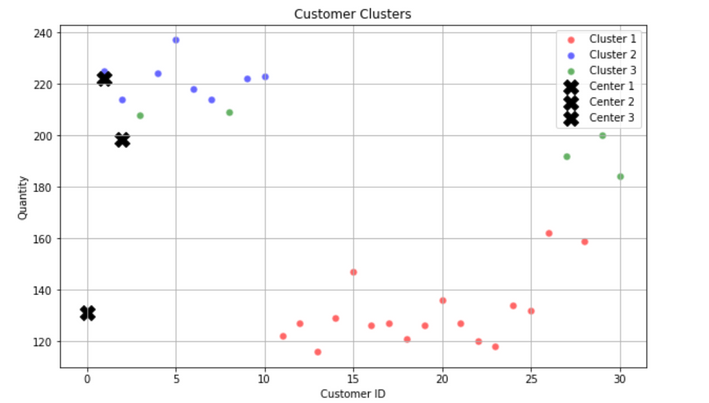 Customer Clusters
240
220
200
180
160
140
120
Quantity
Cluster 1
Cluster 2
Cluster 3
Center 1
Center 2
Center 3
0 5 10 15 20 25 30
Customer ID